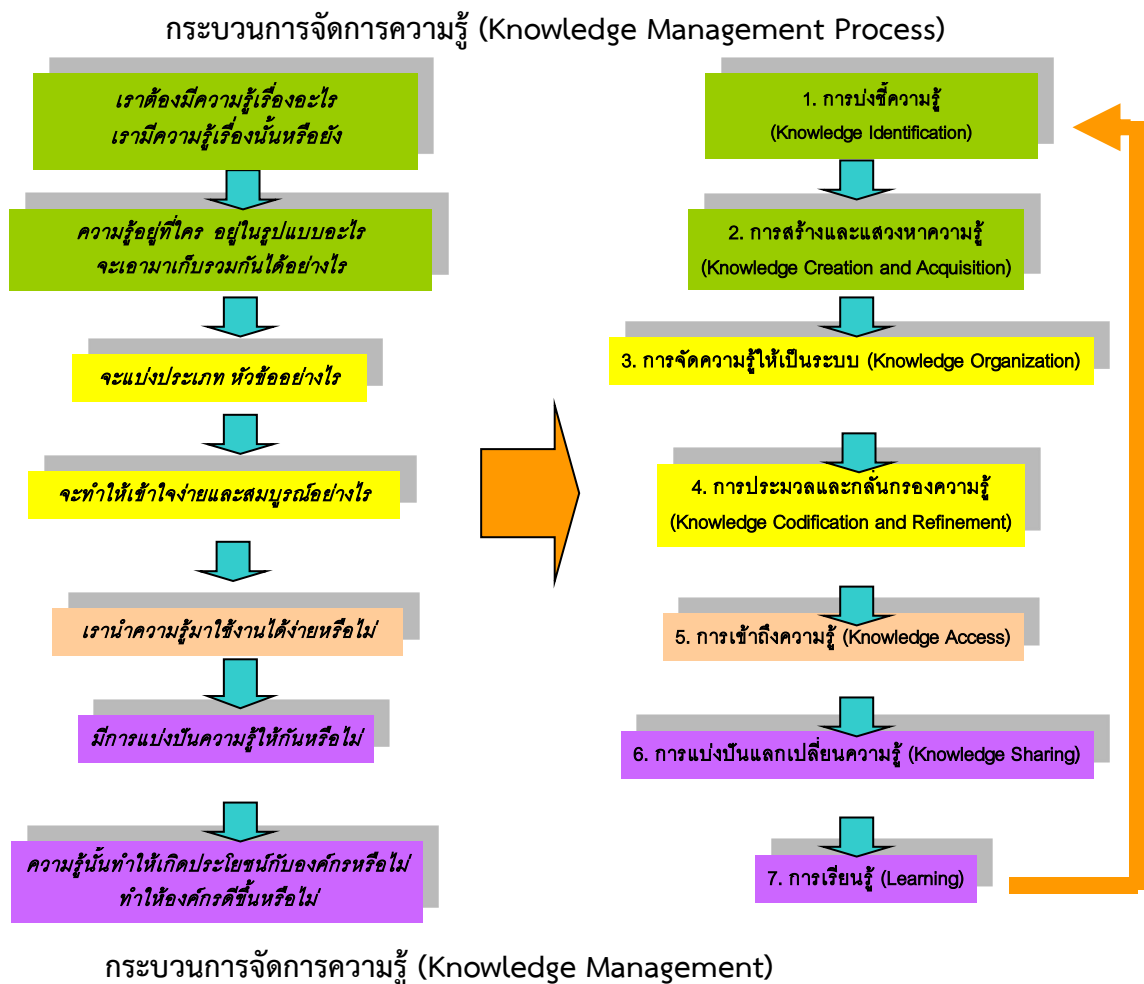 กระบวนการจัดการความรู้ (Knowledge Management Process)
เราต้องมีความรู้เรื่องอะไร
เรามีความรู้เรื่องนั้นหรือยัง
ความรู้อยู่ที่ใคร อยู่ในรูปแบบอะไร
จะเอามาเก็บรวมกันได้อย่างไร
จะแบ่งประเภท หัวข้ออย่างไร
จะทำให้เข้าใจง่ายและสมบูรณ์อย่างไร
เรานำความรู้มาใช้งานได้ง่ายหรือไม่
มีการแบ่งปันความรู้ให้กันหรือไม่
ความรู้นั้นทำให้เกิดประโยชน์กับองค์กรหรือไม่
ทำให้องค์กรดีขึ้นหรือไม่
1. การบ่งชี้ความรู้
(Knowledge Identification)
2. การสร้างและแสวงหาความรู้
(Knowledge Creation and Acquisition)
3. การจัดความรู้ให้เป็นระบบ (Knowledge Organization)
4. การประมวลและกลั่นกรองความรู้
(Knowledge Codification and Refinement)
5. การเข้าถึงความรู้ (Knowledge Access)
6. การแบ่งปันแลกเปลี่ยนความรู้ (Knowledge Sharing)
7. การเรียนรู้ (Learning)
กระบวนการจัดการความรู้ (Knowledge Management)